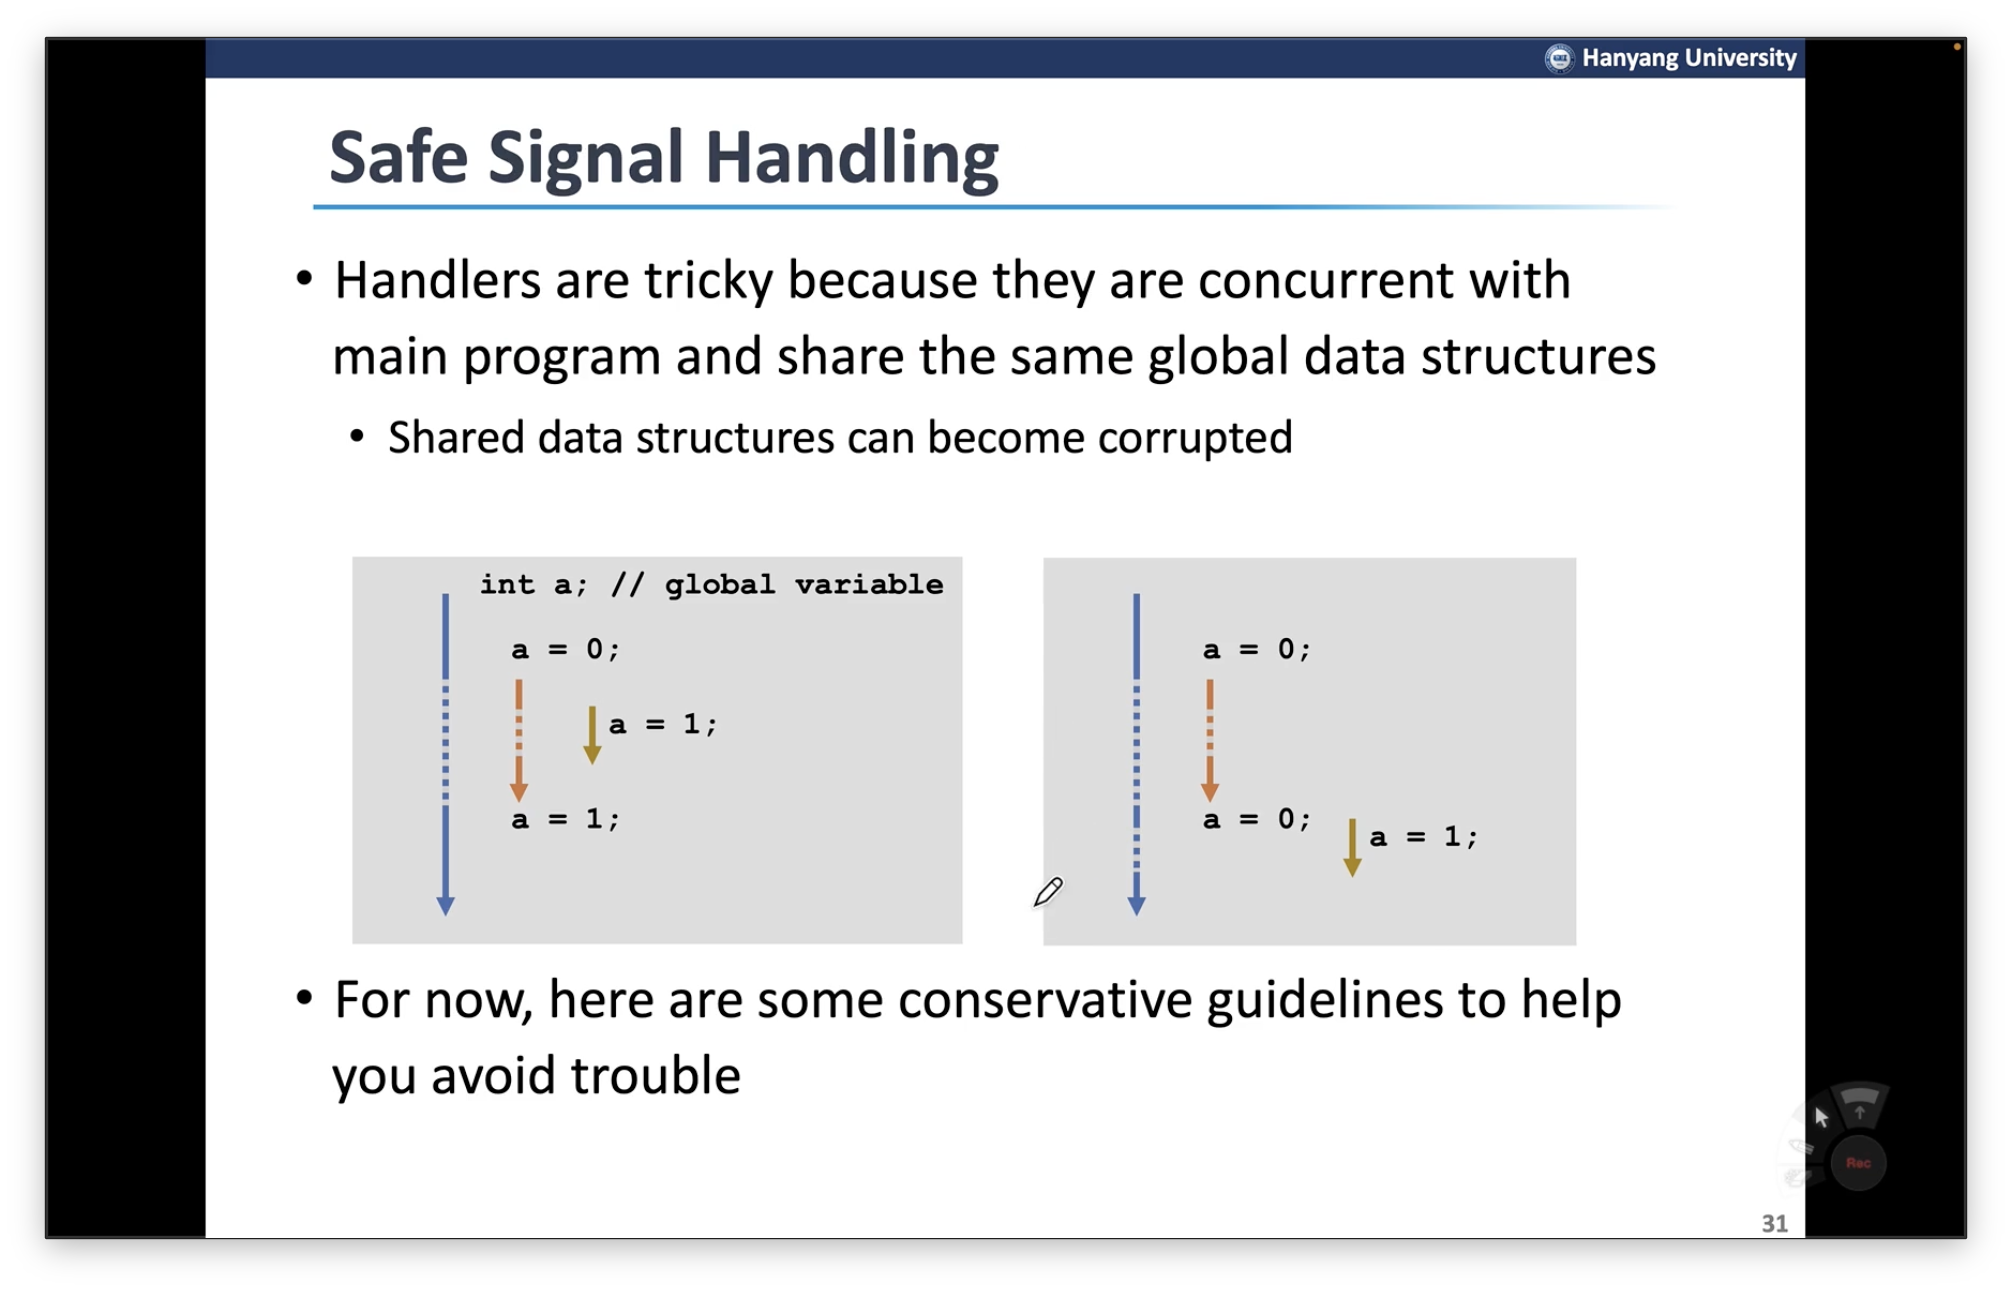 Hanyang University
Safe Signal Handling
• Handlers are tricky because they are concurrent with
main program and share the same global data structures
• Shared data structures can become corrupted
int a; // global variable
a = 0;
a = 1;
a = 1;
a = 0;
a = 0;
a = 1;
• For now, here are some conservative guidelines to help
you avoid trouble
Rec
31